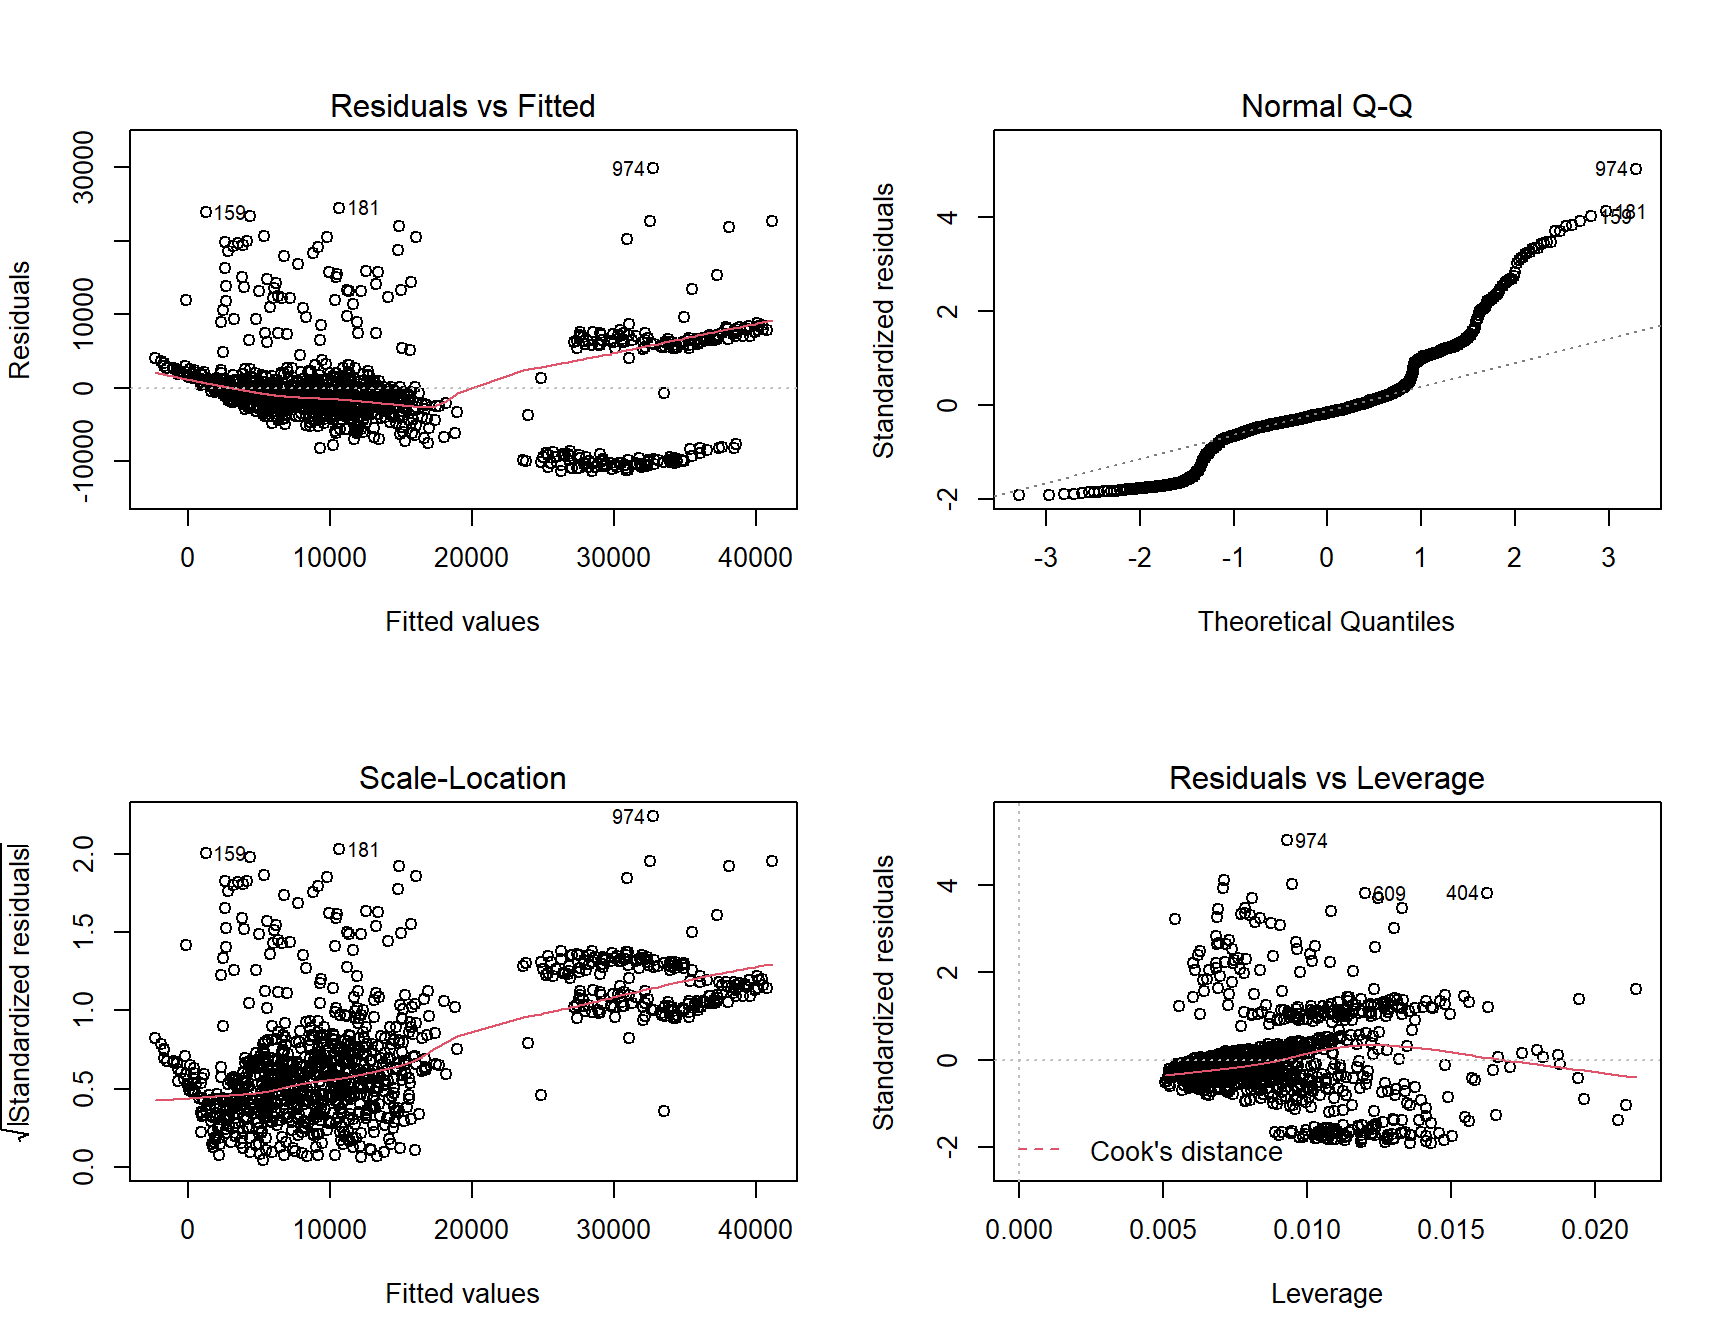 Residuals vs Fitted
Residuals
-10000 0 10000 30000
974
159
181
0 10000 20000 30000 40000
Fitted values
Normal Q-Q
Standardized residuals
-2 0 2 4
974
181
159
-3 -2 -1 0 1 2 3
Theoretical Quantiles
Scale-Location
√|Standardized residuals|
0.0 0.5 1.0 1.5 2.0
974
159
181
0 10000 20000 30000 40000
Fitted values
Residuals vs Leverage
Standardized residuals
-2 0 2 4
974
609
404
Cook's distance
0.000 0.005 0.010 0.015 0.020
Leverage